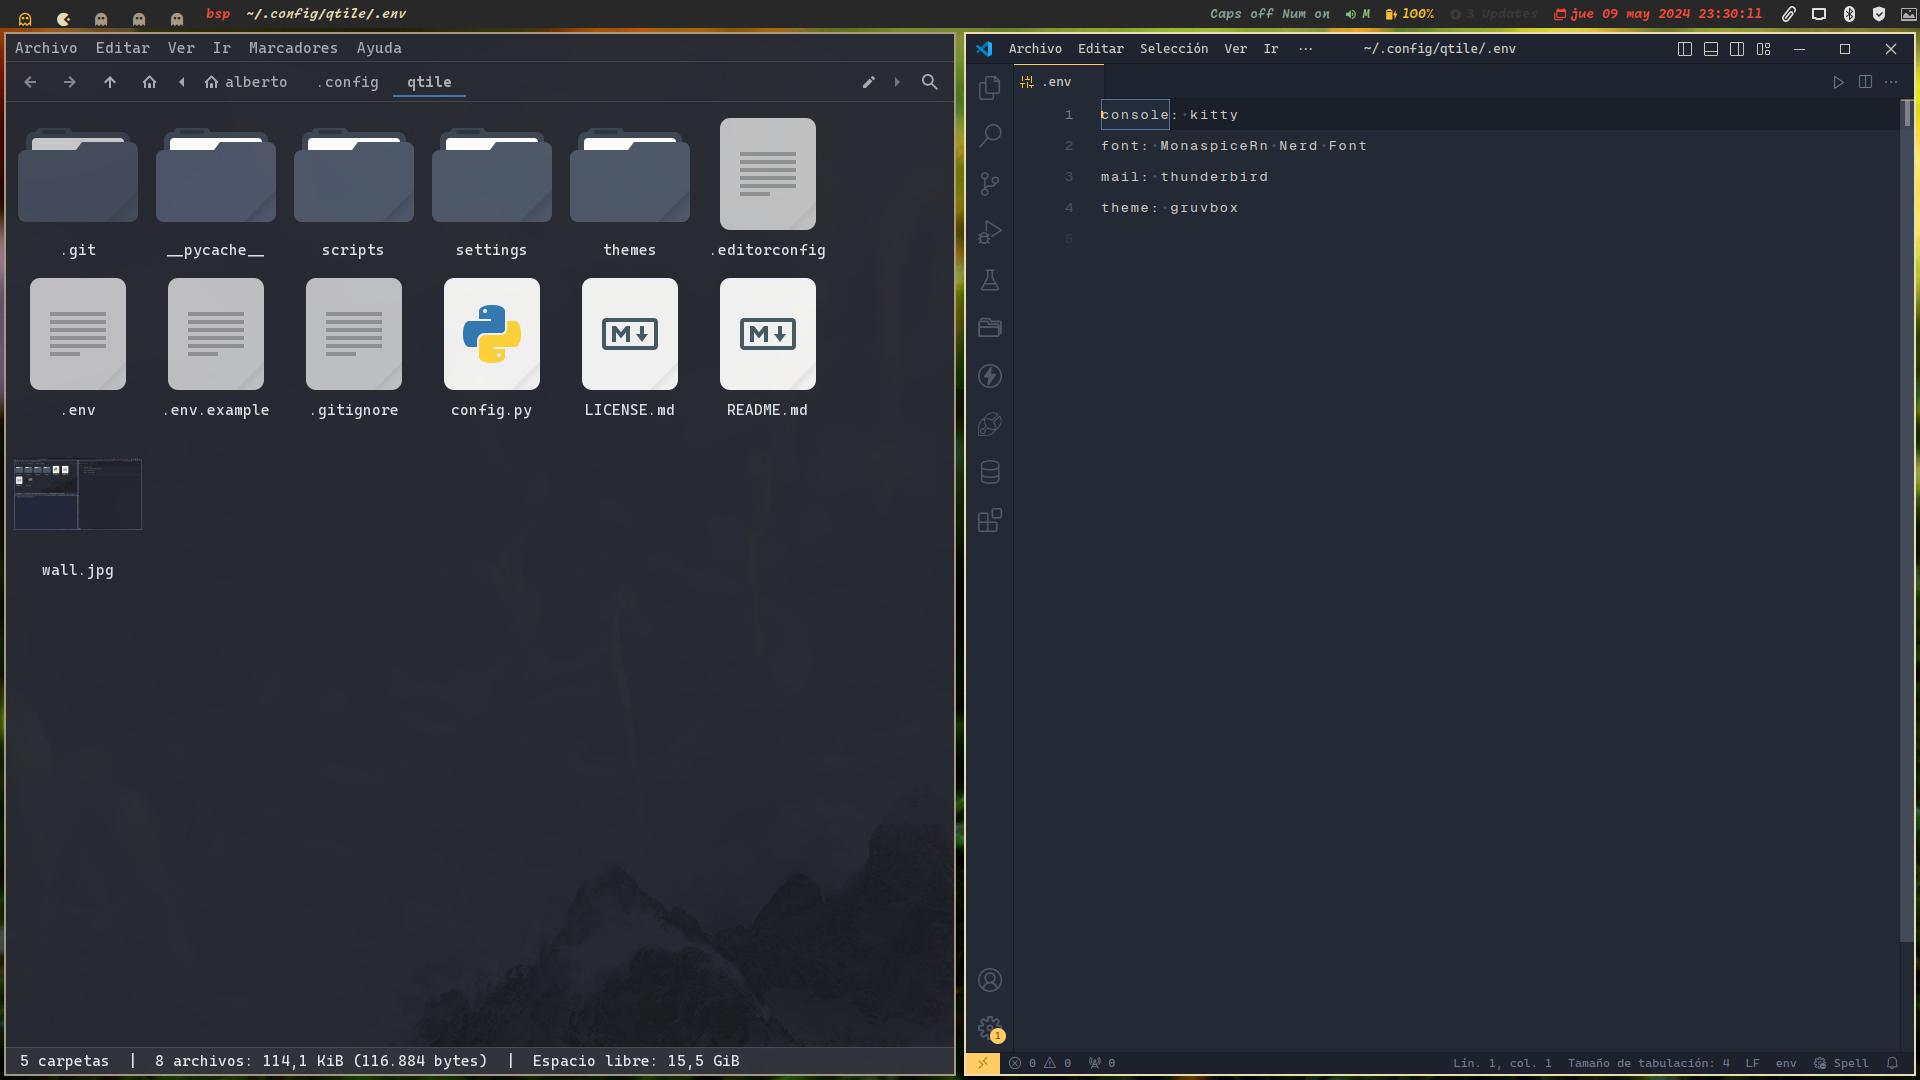 bsp ~/.config/qtile/.env
Caps off Num on M 100% 3 Updates jue 09 may 2024 23:30:11
Archivo Editar Ver Ir Marcadores Ayuda
alberto .config qtile
.git __pycache__ scripts settings themes .editorconfig
.env .env.example .gitignore config.py LICENSE.md README.md
wall.jpg
5 carpetas | 8 archivos: 114,1 KiB (116.884 bytes) | Espacio libre: 15,5 GiB
Archivo Editar Selección Ver Ir ··· ~/.config/qtile/.env
.env
1 console: kitty
2 font: MonaspiceRn Nerd Font
3 mail: thunderbird
4 theme: gruvbox
5
1
0 0 0 Lín. 1, col. 1 Tamaño de tabulación: 4 LF env Spell